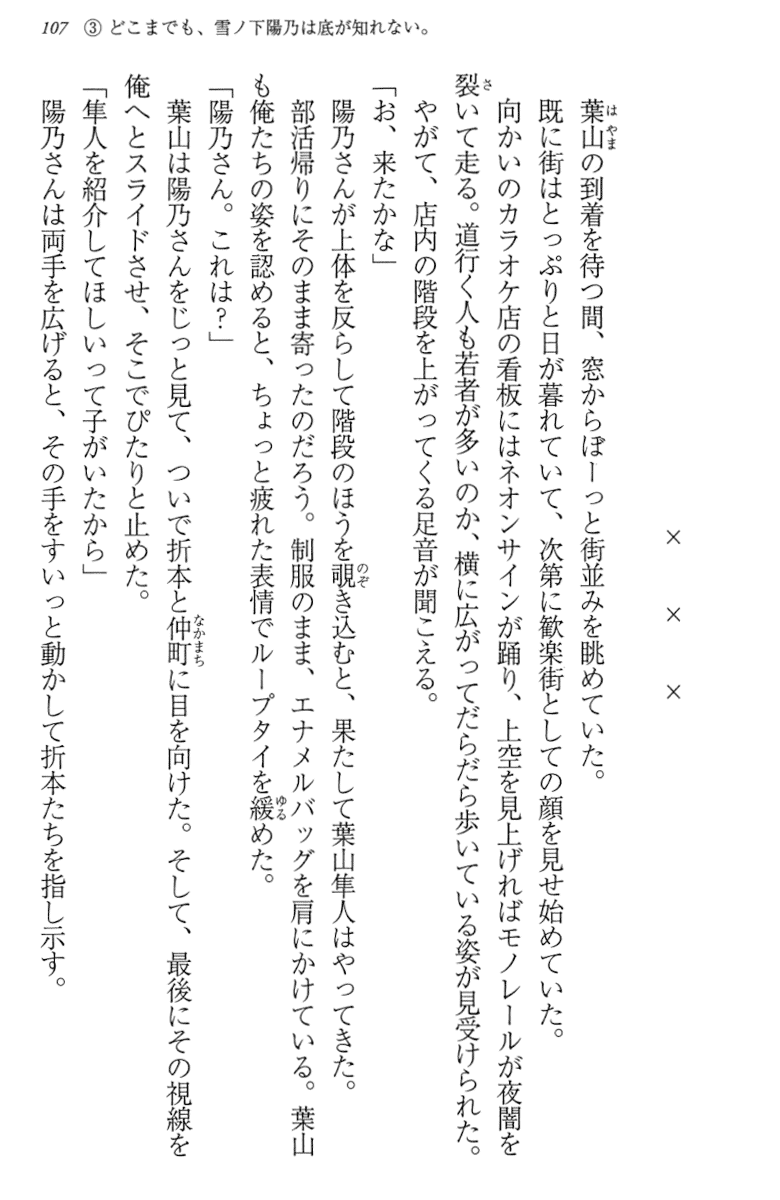 107 ③ どこまでも、雪ノ下陽乃は底が知れない。
× × ×
葉山の到着を待つ間、窓からぼーっと街並みを眺めていた。
既に街はとっぷりと日が暮れていて、次第に歓楽街としての顔を見せ始めていた。
向かいのカラオケ店の看板にはネオンサインが踊り、上空を見上げればモノレールが夜闇を
裂いて走る。道行く人も若者が多いのか、横に広がってだらだら歩いている姿が見受けられた。
やがて、店内の階段を上がってくる足音が聞こえる。
「お、来たかな」
陽乃さんが上体を反らして階段のほうを覗き込むと、果たして葉山隼人はやってきた。
部活帰りにそのまま寄ったのだろう。制服のまま、エナメルバッグを肩にかけている。葉山
も俺たちの姿を認めると、ちょっと疲れた表情でループタイを緩めた。
「陽乃さん。これは？」
葉山は陽乃さんをじっと見て、ついで折本と仲町に目を向けた。そして、最後にその視線を
俺へとスライドさせ、そこでぴたりと止めた。
「隼人を紹介してほしいって子がいたから」
陽乃さんは両手を広げると、その手をすいっと動かして折本たちを指し示す。